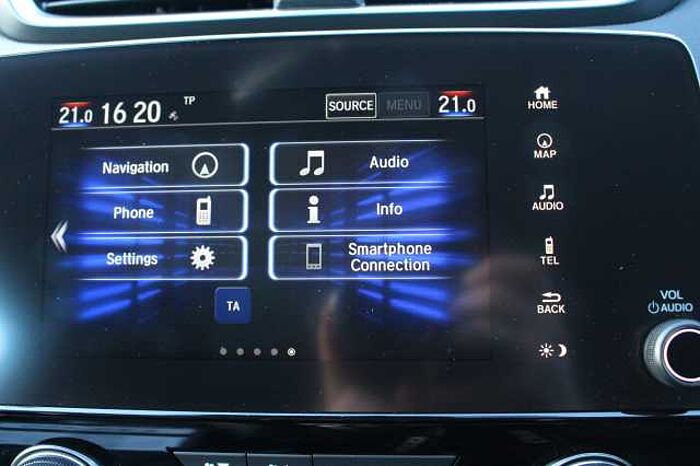 21.0 16 20 TP SOURCE MENU 21.0
HOME
Navigation Audio
MAP
Phone Info
AUDIO
Settings Smartphone
Connection
TEL
TA
BACK
VOL
AUDIO